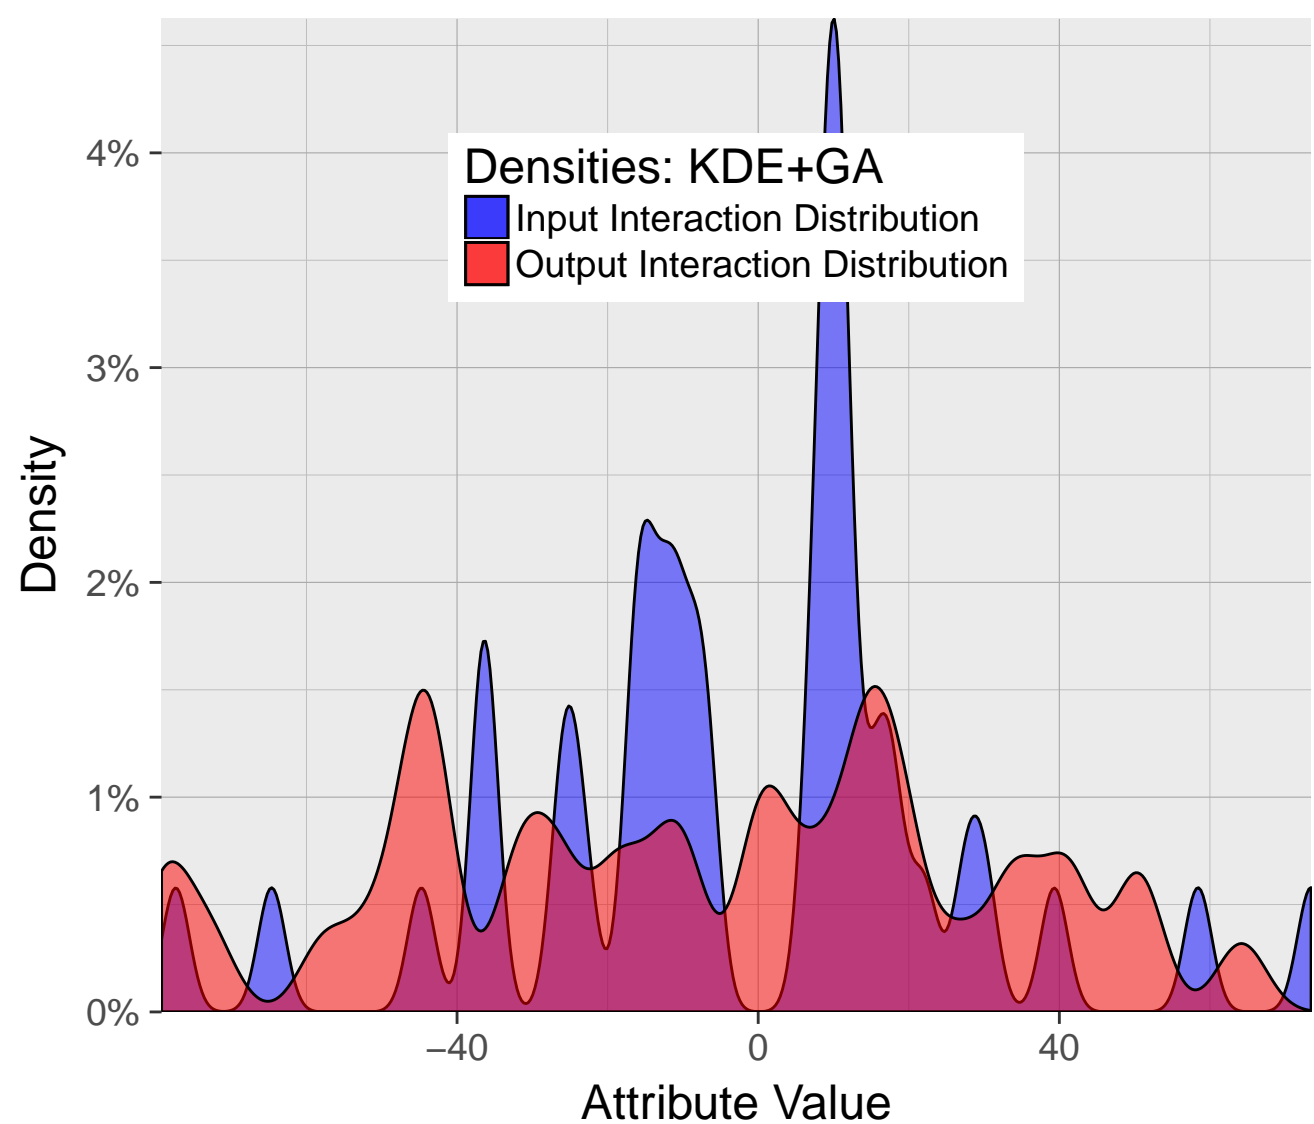 4%
3%
2%
1%
0%
Density
Densities: KDE+GA
Input Interaction Distribution
Output Interaction Distribution
−40
0
40
Attribute Value